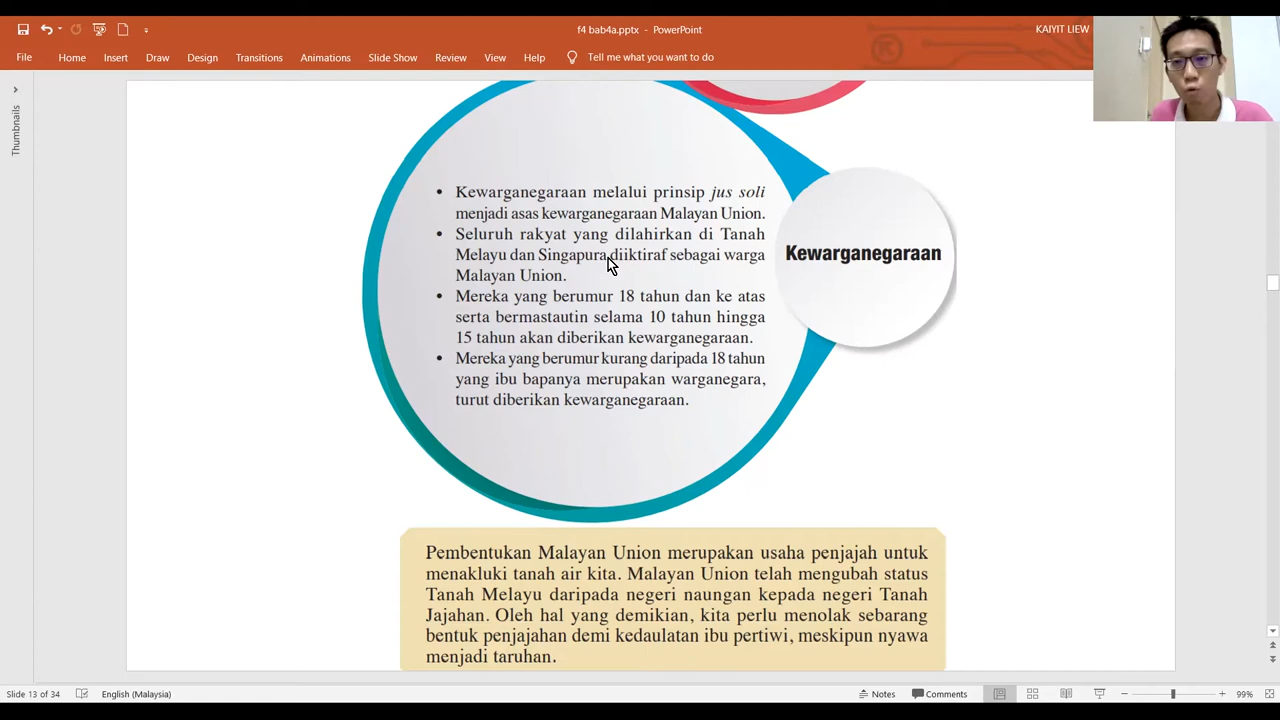 f4 bab4a.pptx - PowerPoint
KAIYIT LIEW
File Home Insert Draw Design Transitions Animations Slide Show Review View Help Tell me what you want to do
Thumbnails
• Kewarganegaraan melalui prinsip jus soli
menjadi asas kewarganegaraan Malayan Union.
• Seluruh rakyat yang dilahirkan di Tanah
Melayu dan Singapura diiktiraf sebagai warga
Malayan Union.
• Mereka yang berumur 18 tahun dan ke atas
serta bermastautin selama 10 tahun hingga
15 tahun akan diberikan kewarganegaraan.
• Mereka yang berumur kurang daripada 18 tahun
yang ibu bapanya merupakan warganegara,
turut diberikan kewarganegaraan.
Kewarganegaraan
Pembentukan Malayan Union merupakan usaha penjajah untuk
menakluki tanah air kita. Malayan Union telah mengubah status
Tanah Melayu daripada negeri naungan kepada negeri Tanah
Jajahan. Oleh hal yang demikian, kita perlu menolak sebarang
bentuk penjajahan demi kedaulatan ibu pertiwi, meskipun nyawa
menjadi taruhan.
Slide 13 of 34 English (Malaysia) Notes Comments 99%